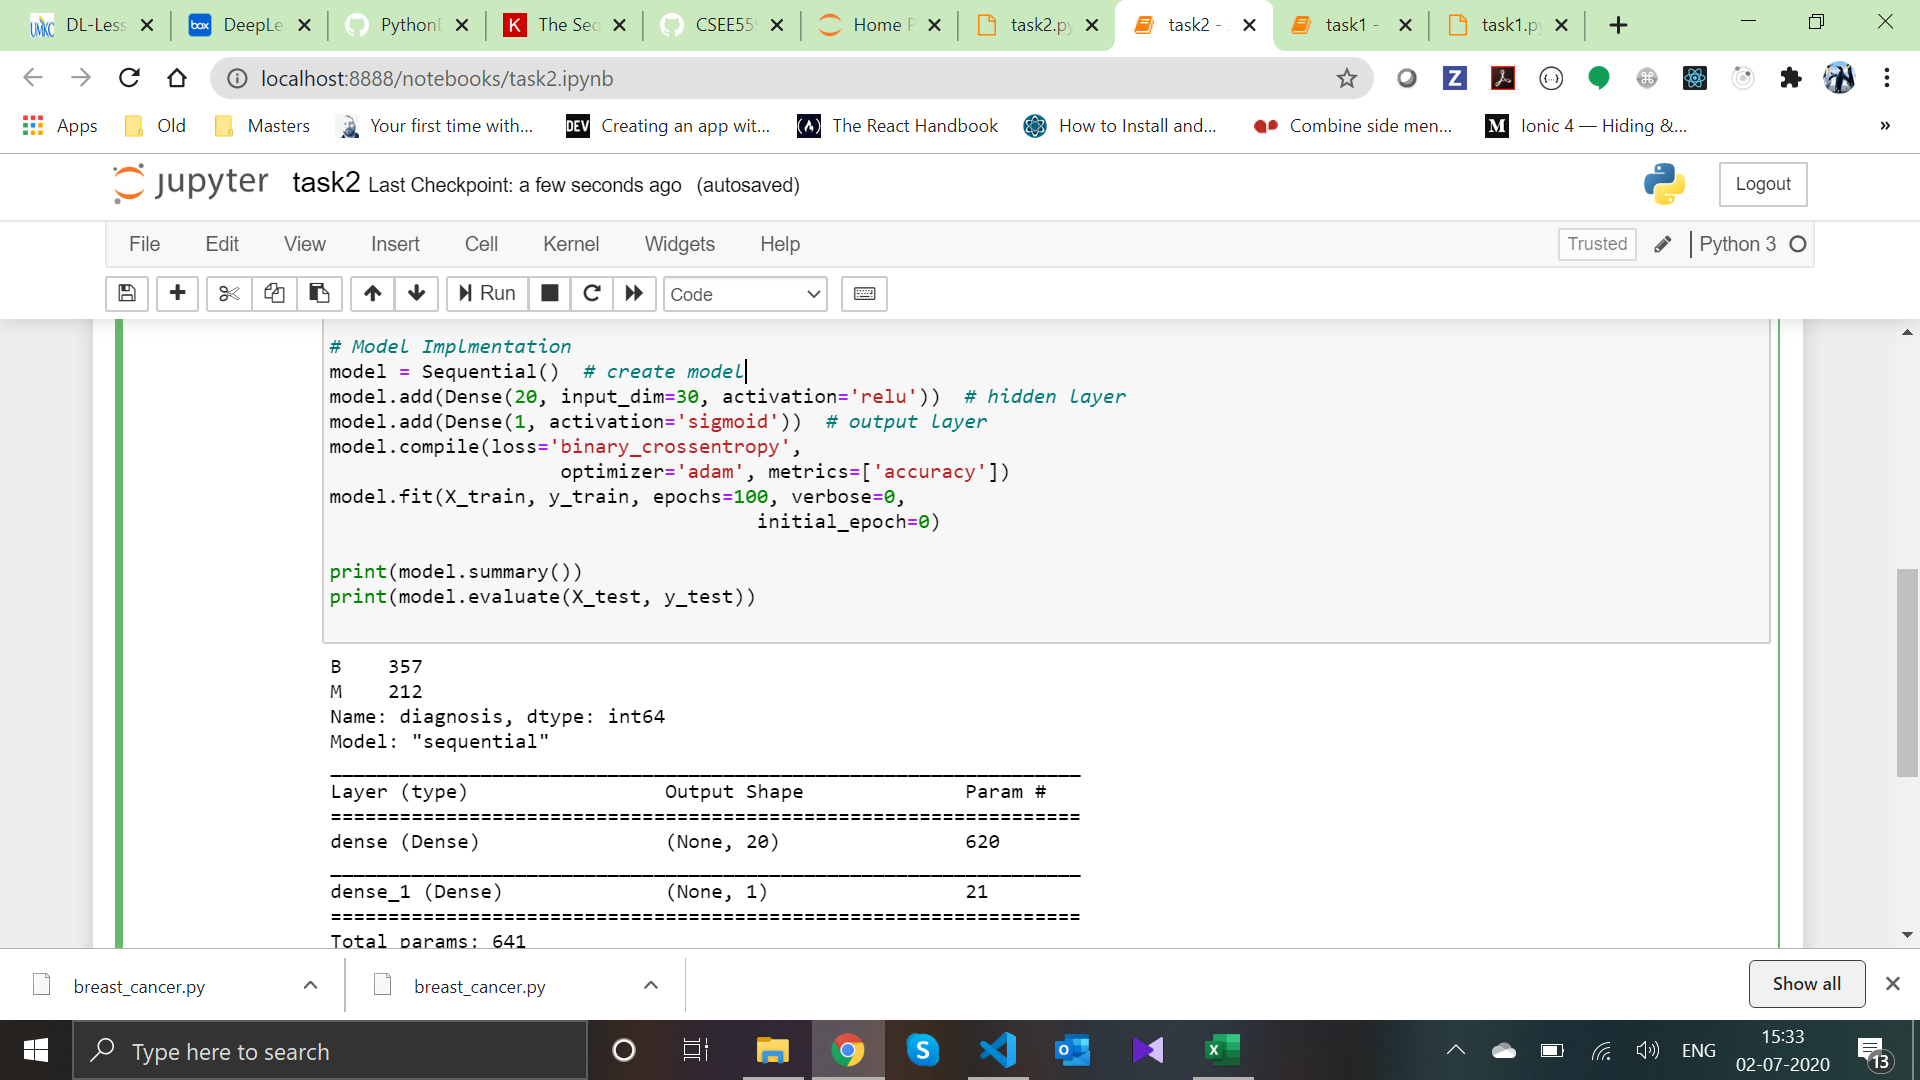 UMKC DL-Less box DeepLe PythonD K The Seq CSEE559 Home P task2.py task2 - task1 - task1.py
localhost:8888/notebooks/task2.ipynb
Z
Apps Old Masters Your first time with... DEV Creating an app wit... The React Handbook How to Install and... Combine side men... M Ionic 4 — Hiding &... »
jupyter task2 Last Checkpoint: a few seconds ago (autosaved) Logout
File Edit View Insert Cell Kernel Widgets Help Trusted Python 3
Run Code
# Model Implmentation
model = Sequential()  # create model
model.add(Dense(20, input_dim=30, activation='relu'))  # hidden layer
model.add(Dense(1, activation='sigmoid'))  # output layer
model.compile(loss='binary_crossentropy',
optimizer='adam', metrics=['accuracy'])
model.fit(X_train, y_train, epochs=100, verbose=0,
initial_epoch=0)
print(model.summary())
print(model.evaluate(X_test, y_test))
B    357
M    212
Name: diagnosis, dtype: int64
Model: "sequential"
_________________________________________________________________
Layer (type)                 Output Shape              Param #
=================================================================
dense (Dense)                (None, 20)                620
_________________________________________________________________
dense_1 (Dense)              (None, 1)                 21
=================================================================
Total params: 641
breast_cancer.py breast_cancer.py Show all
Type here to search ENG 15:33
02-07-2020 13